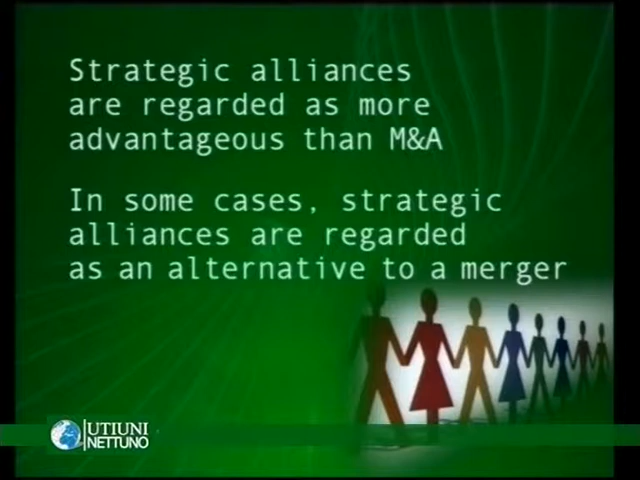 Strategic alliances
are regarded as more
advantageous than M&A
In some cases, strategic
alliances are regarded
as an alternative to a merger
UTIUNI
NETTUNO